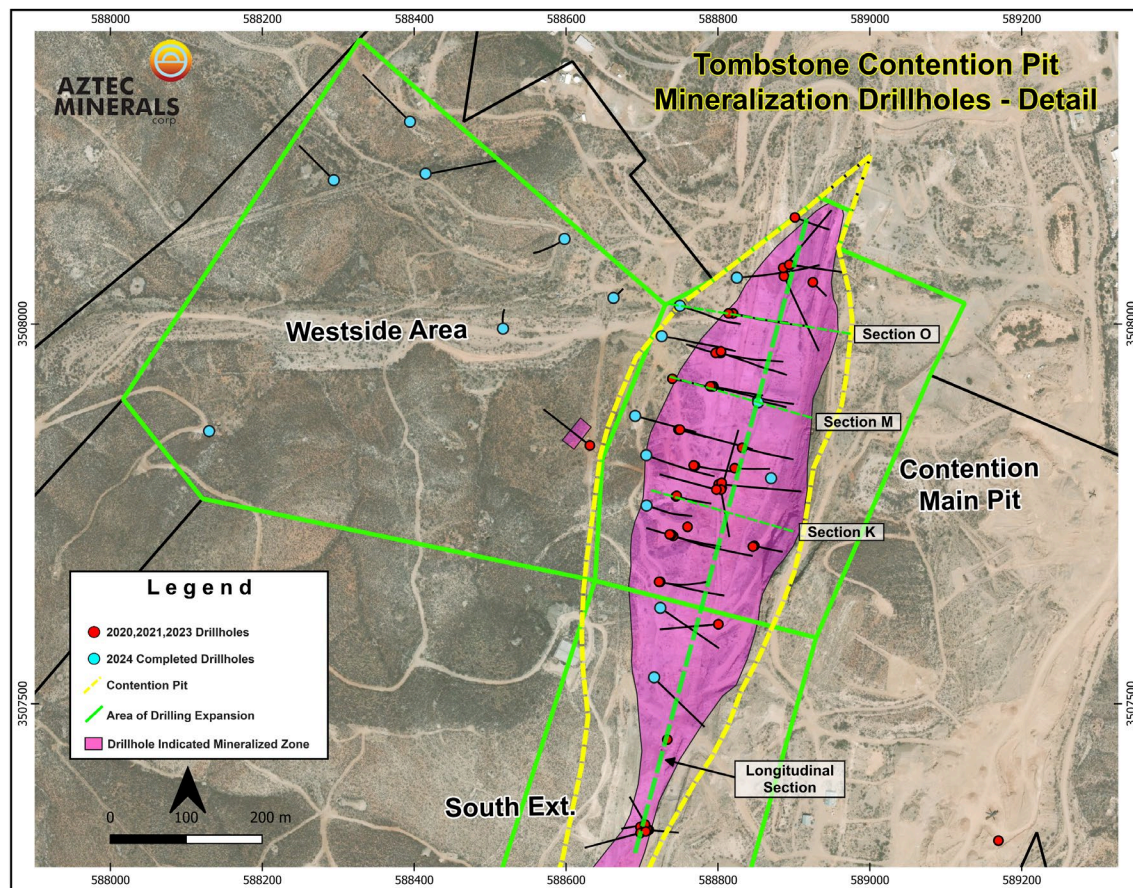 588000 588200 588400 588600 588800 589000 589200
AZTEC
MINERALS
corp.
Tombstone Contention Pit
Mineralization Drillholes - Detail
3508000
3508000
Westside Area
Section O
Section M
Contention
Main Pit
Section K
Legend
2020,2021,2023 Drillholes
2024 Completed Drillholes
Contention Pit
Area of Drilling Expansion
Drillhole Indicated Mineralized Zone
3507500
3507500
Longitudinal
Section
South Ext.
0 100 200 m
588000 588200 588400 588600 588800 589000 589200